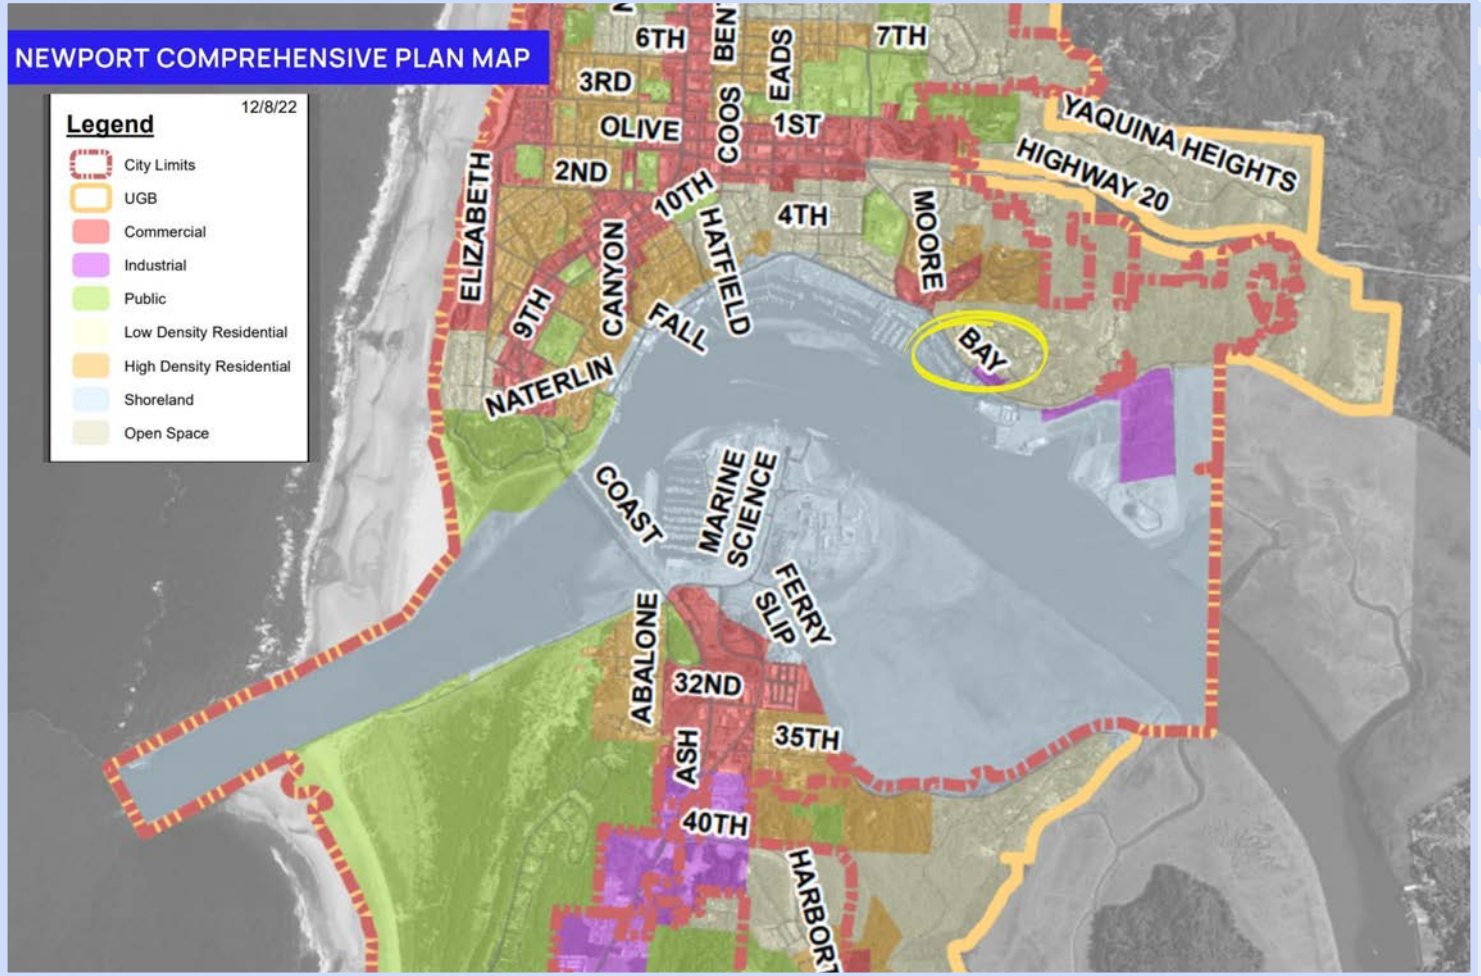 NEWPORT COMPREHENSIVE PLAN MAP
12/8/22
Legend
City Limits
UGB
Commercial
Industrial
Public
Low Density Residential
High Density Residential
Shoreland
Open Space
6TH
BEN
EADS
7TH
3RD
COOS
OLIVE
1ST
YAQUINA HEIGHTS
HIGHWAY 20
2ND
ELIZABETH
10TH
HATFIELD
4TH
MOORE
CANYON
9TH
FALL
BAY
NATERLIN
COAST
MARINE
SCIENCE
FERRY
SLIP
ABALONE
32ND
ASH
35TH
40TH
HARBORT